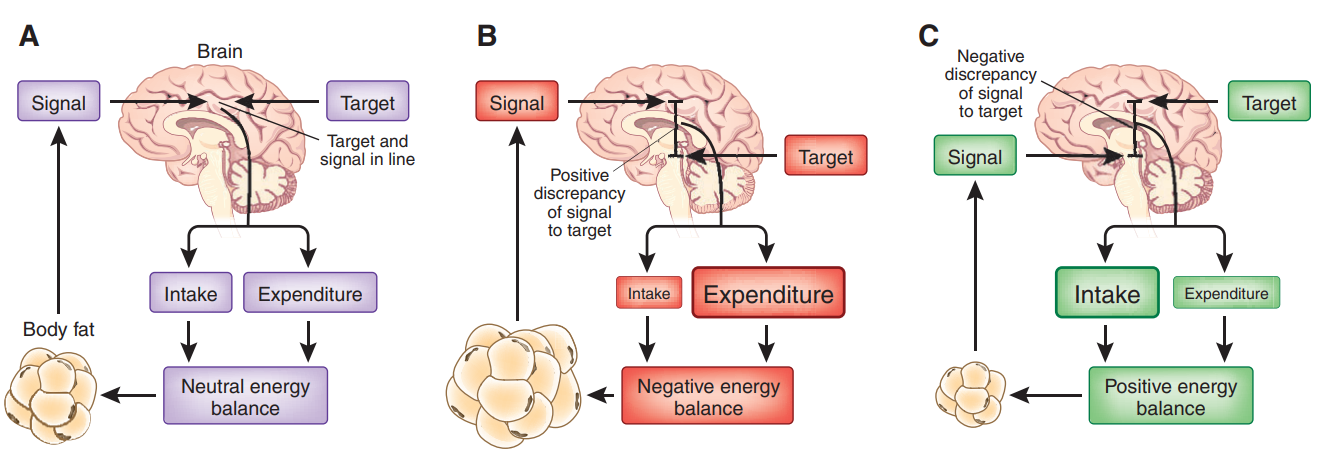 A
Brain
Signal
Target
Target and
signal in line
Intake
Expenditure
Body fat
Neutral energy
balance
B
Signal
Target
Positive
discrepancy
of signal
to target
Intake
Expenditure
Negative energy
balance
C
Negative
discrepancy
of signal
to target
Target
Signal
Intake
Expenditure
Positive energy
balance